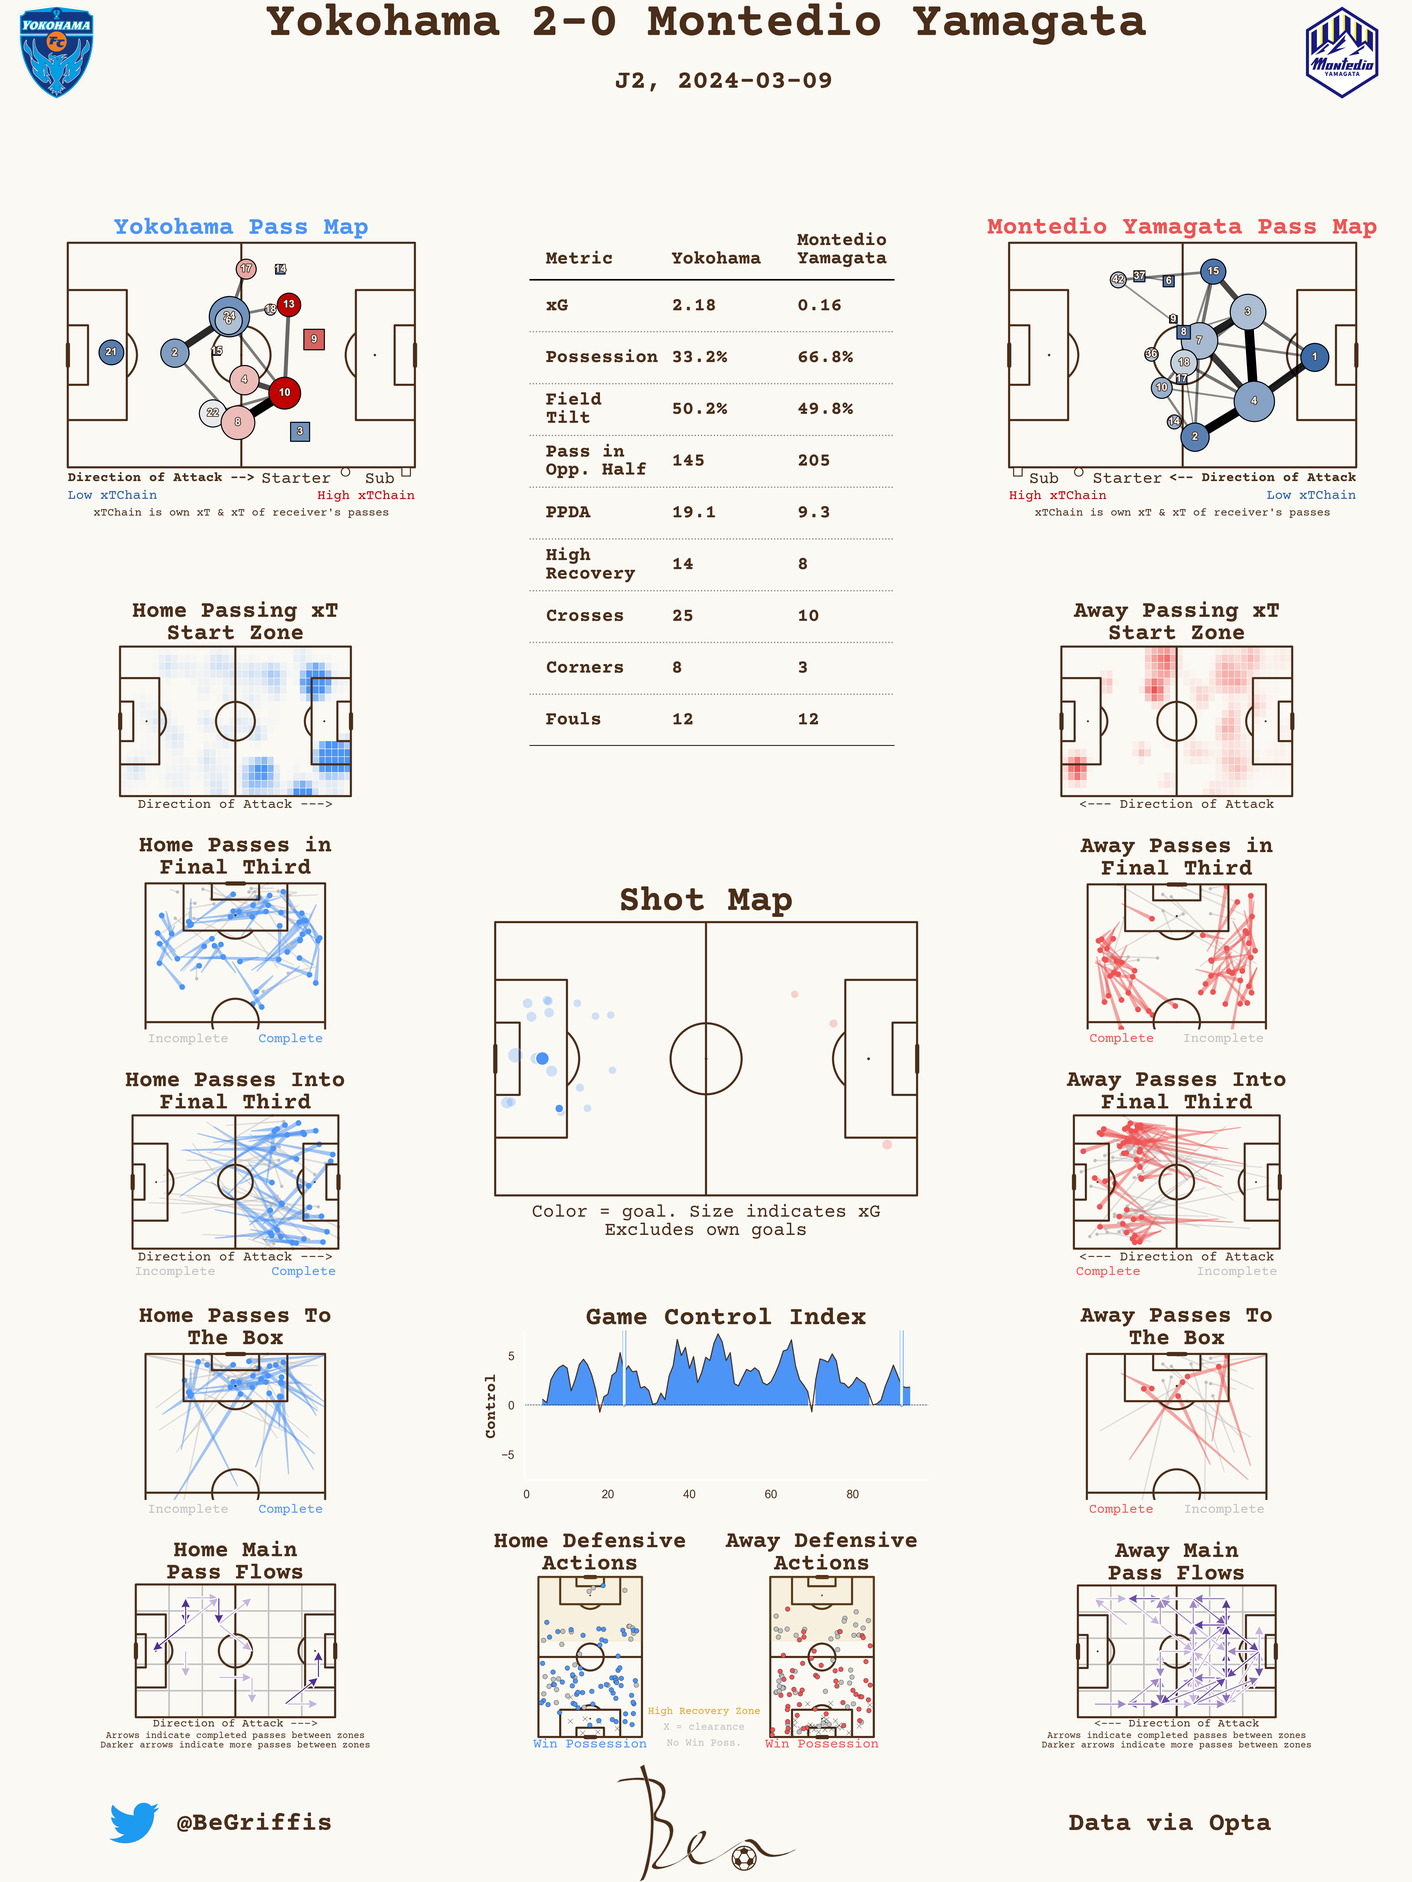 Yokohama 2-0 Montedio Yamagata
J2, 2024-03-09
YOKOHAMA
FC
Montedio
YAMAGATA
Yokohama Pass Map
17
14
13
18
24
6
9
21
2
15
4
10
22
8
3
Direction of Attack --> Starter Sub
Low xTChain High xTChain
xTChain is own xT & xT of receiver's passes
Metric Yokohama Montedio
Yamagata
xG 2.18 0.16
Possession 33.2% 66.8%
Field
Tilt 50.2% 49.8%
Pass in
Opp. Half 145 205
PPDA 19.1 9.3
High
Recovery 14 8
Crosses 25 10
Corners 8 3
Fouls 12 12
Montedio Yamagata Pass Map
42
37
6
15
3
9
8
7
36
18
1
17
10
4
14
2
Sub Starter <-- Direction of Attack
High xTChain Low xTChain
xTChain is own xT & xT of receiver's passes
Home Passing xT
Start Zone
Direction of Attack --->
Away Passing xT
Start Zone
<--- Direction of Attack
Home Passes in
Final Third
Incomplete Complete
Away Passes in
Final Third
Complete Incomplete
Shot Map
Color = goal. Size indicates xG
Excludes own goals
Home Passes Into
Final Third
Direction of Attack --->
Incomplete Complete
Away Passes Into
Final Third
<--- Direction of Attack
Complete Incomplete
Home Passes To
The Box
Incomplete Complete
Game Control Index
Control
5
0
−5
0 20 40 60 80
Away Passes To
The Box
Complete Incomplete
Home Main
Pass Flows
Direction of Attack --->
Arrows indicate completed passes between zones
Darker arrows indicate more passes between zones
Home Defensive
Actions
Win Possession
Away Defensive
Actions
Win Possession
High Recovery Zone
X = clearance
No Win Poss.
Away Main
Pass Flows
<--- Direction of Attack
Arrows indicate completed passes between zones
Darker arrows indicate more passes between zones
@BeGriffis
Ben
Data via Opta